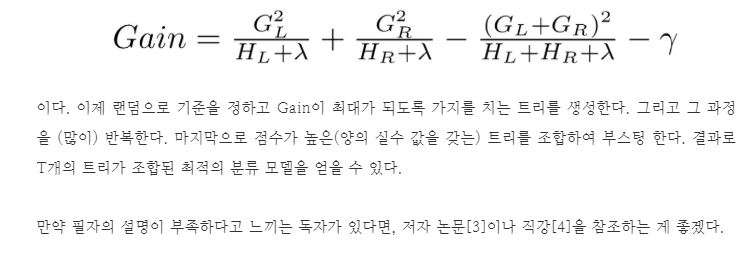 Gain = \frac{G_L^2}{H_L+λ} + \frac{G_R^2}{H_R+λ} − \frac{(G_L+G_R)^2}{H_L+H_R+λ} − γ
이다. 이제 랜덤으로 기준을 정하고 Gain이 최대가 되도록 가지를 치는 트리를 생성한다. 그리고 그 과정
을 (많이) 반복한다. 마지막으로 점수가 높은(양의 실수 값을 갖는) 트리를 조합하여 부스팅 한다. 결과로
T개의 트리가 조합된 최적의 분류 모델을 얻을 수 있다.
만약 필자의 설명이 부족하다고 느끼는 독자가 있다면, 저자 논문[3]이나 직강[4]을 참조하는 게 좋겠다.